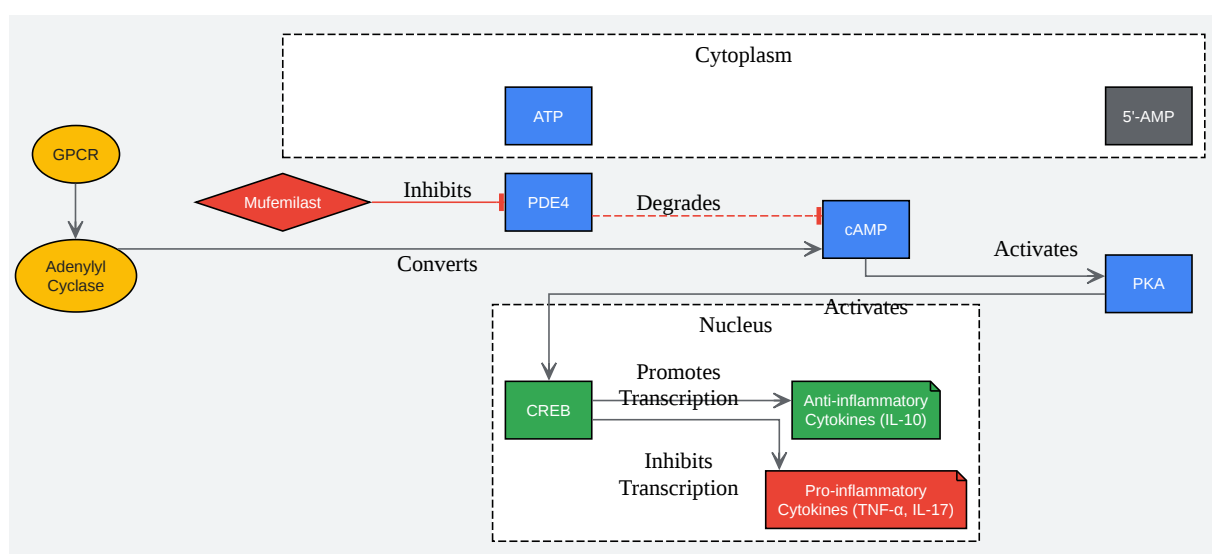 Cytoplasm
ATP
5'-AMP
GPCR
Mufemilast
Inhibits
PDE4
Degrades
cAMP
Adenylyl
Cyclase
Converts
Activates
PKA
Activates
Nucleus
CREB
Promotes
Transcription
Anti-inflammatory
Cytokines (IL-10)
Inhibits
Transcription
Pro-inflammatory
Cytokines (TNF-α, IL-17)